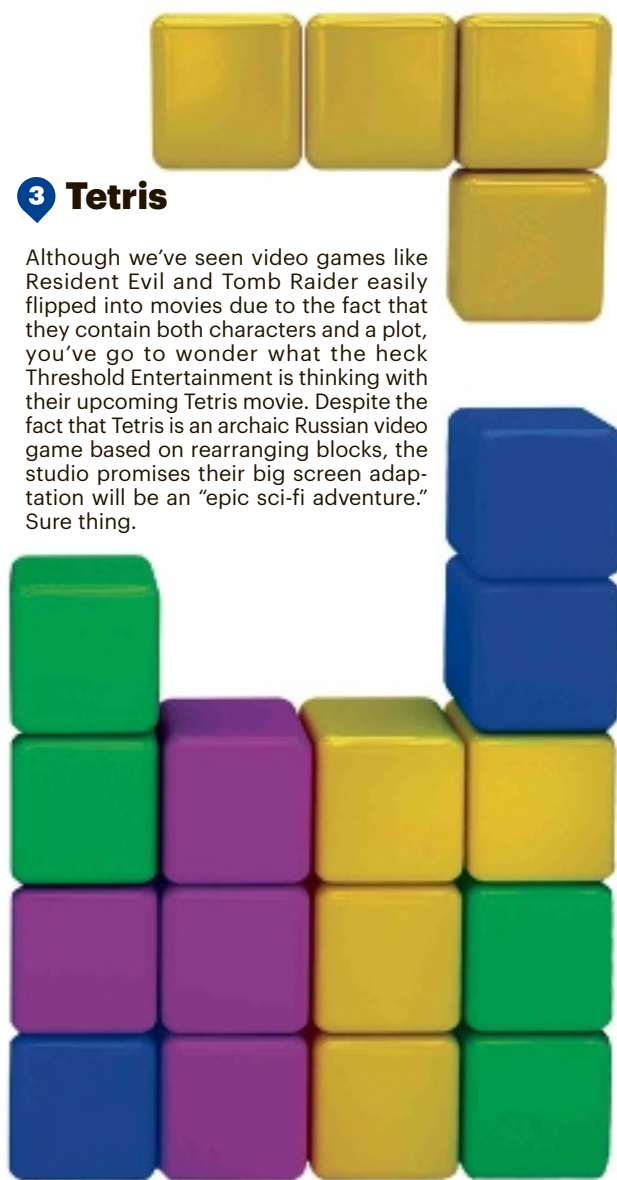 3 Tetris
Although we've seen video games like
Resident Evil and Tomb Raider easily
flipped into movies due to the fact that
they contain both characters and a plot,
you've go to wonder what the heck
Threshold Entertainment is thinking with
their upcoming Tetris movie. Despite the
fact that Tetris is an archaic Russian video
game based on rearranging blocks, the
studio promises their big screen adap-
tation will be an “epic sci-fi adventure.”
Sure thing.